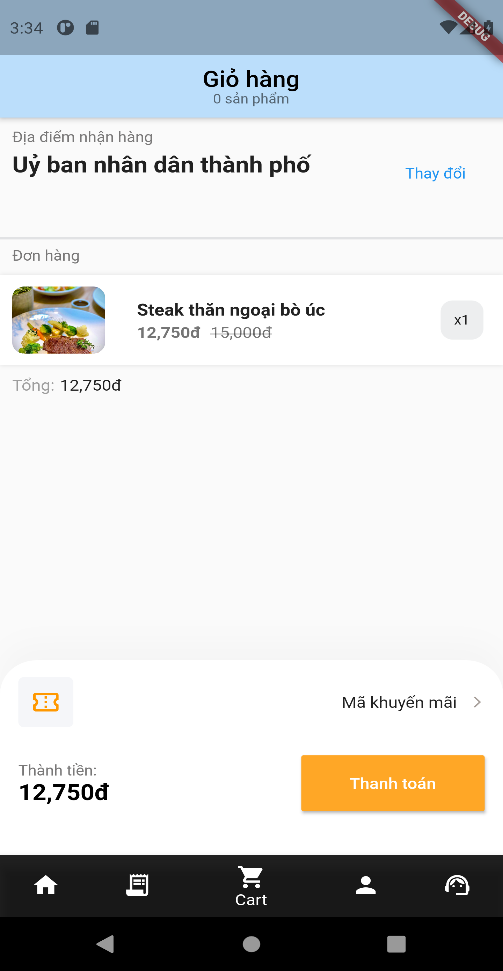 3:34
DEBUG
Giỏ hàng
0 sản phẩm
Địa điểm nhận hàng
Uỷ ban nhân dân thành phố
Thay đổi
Đơn hàng
Steak thăn ngoại bò úc
12,750đ 15,000đ
x1
Tổng: 12,750đ
Mã khuyến mãi
Thành tiền:
12,750đ
Thanh toán
Cart